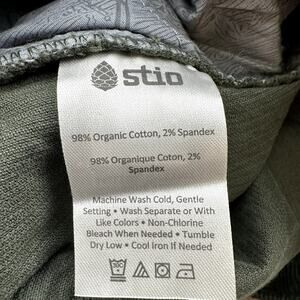 stio
98% Organic Cotton, 2% Spandex
98% Organique Coton, 2%
Spandex
Machine Wash Cold, Gentle
Setting • Wash Separate or With
Like Colors • Non-Chlorine
Bleach When Needed • Tumble
Dry Low • Cool Iron If Needed